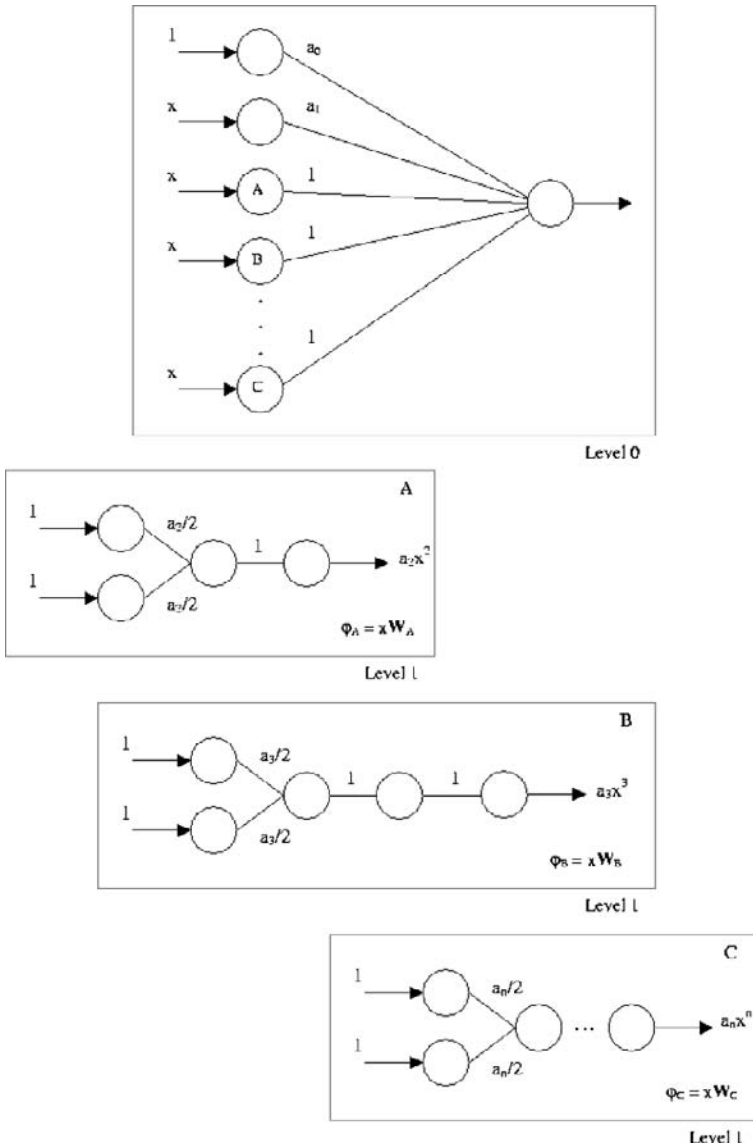 1
a₀
x
a₁
x
A
1
x
B
1
.
.
.
x
C
1
Level 0
A
1
a₂/2
1
a₂x²
1
a₂/2
φA = xWA
Level 1
B
1
a₃/2
1
1
a₃x³
1
a₃/2
φB = xWB
Level 1
C
1
aₙ/2
...
aₙxⁿ
1
aₙ/2
φC = xWC
Level 1